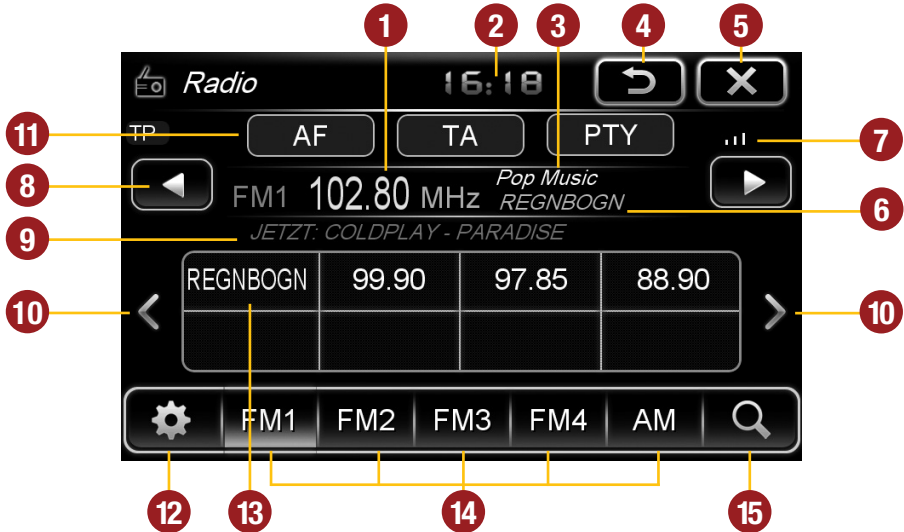 1 2 3 4 5
Radio 16:18
11 TP AF TA PTY 7
8 FM1 102.80 MHz Pop Music
REGNBOGN 6
9 JETZT: COLDPLAY - PARADISE
REGNBOGN 99.90 97.85 88.90
10 10
FM1 FM2 FM3 FM4 AM
12 13 14 15